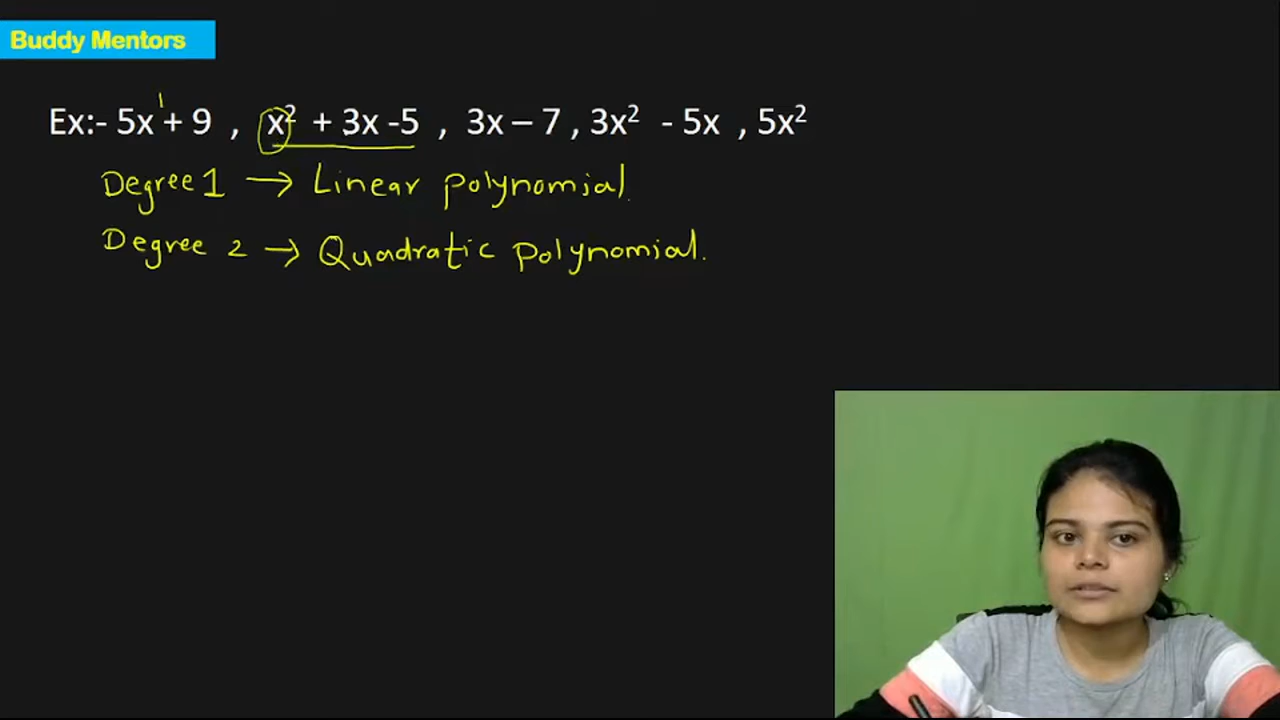 Buddy Mentors
Ex:- 5x¹ + 9 , x² + 3x -5 , 3x – 7 , 3x² - 5x , 5x²
Degree 1 → Linear polynomial.
Degree 2 → Quadratic polynomial.